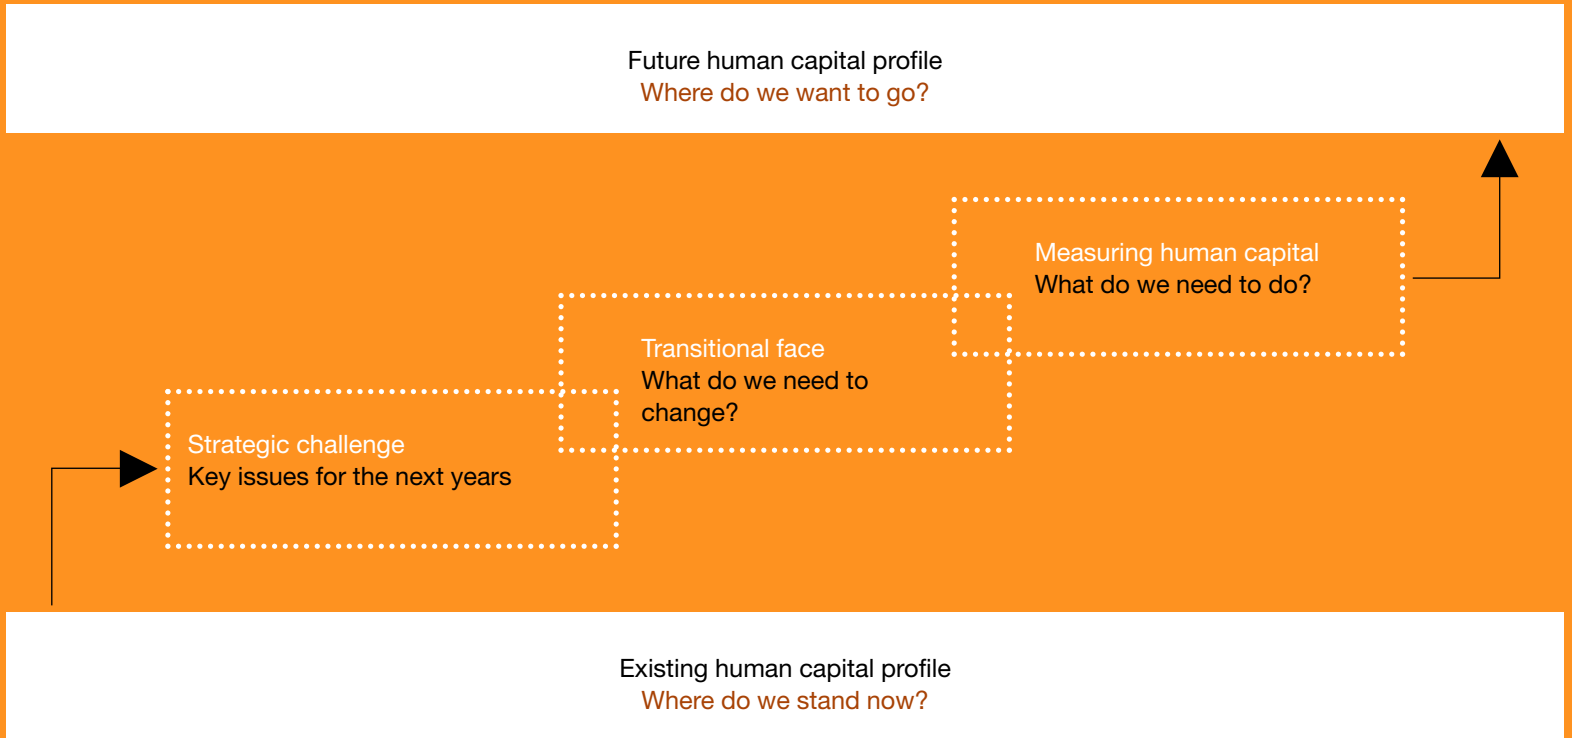 Future human capital profile
Where do we want to go?
Measuring human capital
What do we need to do?
Transitional face
What do we need to
change?
Strategic challenge
Key issues for the next years
Existing human capital profile
Where do we stand now?